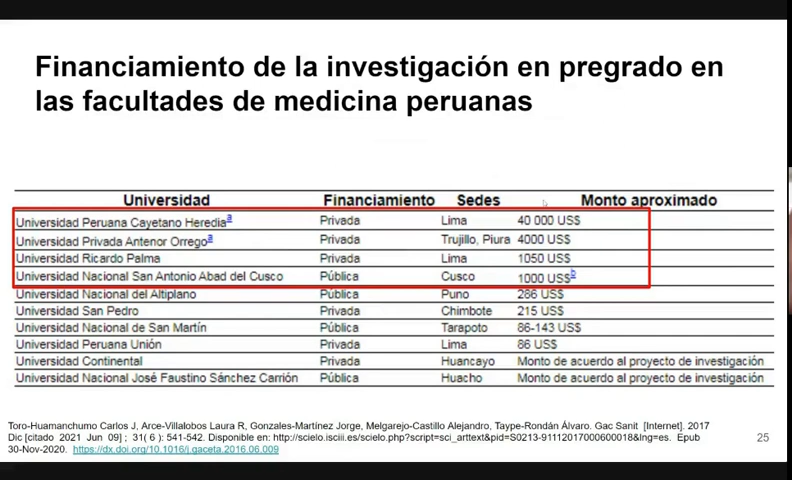 Financiamiento de la investigación en pregrado en
las facultades de medicina peruanas
Universidad Financiamiento Sedes Monto aproximado
Universidad Peruana Cayetano Heredia a Privada Lima 40 000 US$
Universidad Privada Antenor Orrego a Privada Trujillo, Piura 4000 US$
Universidad Ricardo Palma Privada Lima 1050 US$
Universidad Nacional San Antonio Abad del Cusco Pública Cusco 1000 US$ b
Universidad Nacional del Altiplano Pública Puno 286 US$
Universidad San Pedro Privada Chimbote 215 US$
Universidad Nacional de San Martín Pública Tarapoto 86-143 US$
Universidad Peruana Unión Privada Lima 86 US$
Universidad Continental Privada Huancayo Monto de acuerdo al proyecto de investigación
Universidad Nacional José Faustino Sánchez Carrión Pública Huacho Monto de acuerdo al proyecto de investigación
Toro-Huamanchumo Carlos J, Arce-Villalobos Laura R, Gonzales-Martínez Jorge, Melgarejo-Castillo Alejandro, Taype-Rondán Álvaro. Gac Sanit [Internet]. 2017
Dic [citado 2021 Jun 09] ; 31( 6 ): 541-542. Disponible en: http://scielo.isciii.es/scielo.php?script=sci_arttext&pid=S0213-91112017000600018&lng=es. Epub
30-Nov-2020. https://dx.doi.org/10.1016/j.gaceta.2016.06.009
25